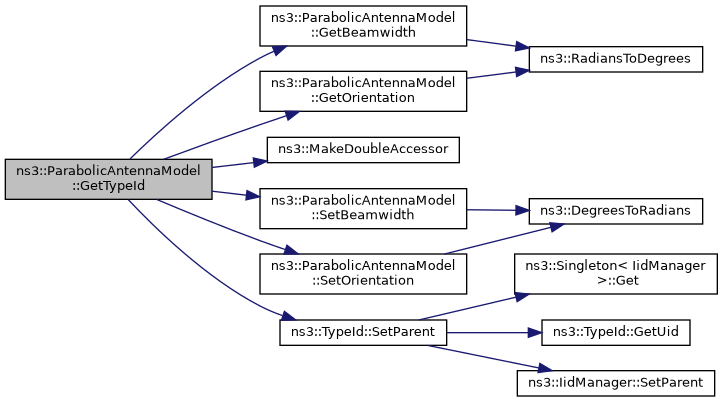 ns3::ParabolicAntennaModel
::GetTypeId
ns3::ParabolicAntennaModel
::GetBeamwidth
ns3::ParabolicAntennaModel
::GetOrientation
ns3::MakeDoubleAccessor
ns3::ParabolicAntennaModel
::SetBeamwidth
ns3::ParabolicAntennaModel
::SetOrientation
ns3::TypeId::SetParent
ns3::RadiansToDegrees
ns3::DegreesToRadians
ns3::Singleton< IidManager
>::Get
ns3::TypeId::GetUid
ns3::IidManager::SetParent